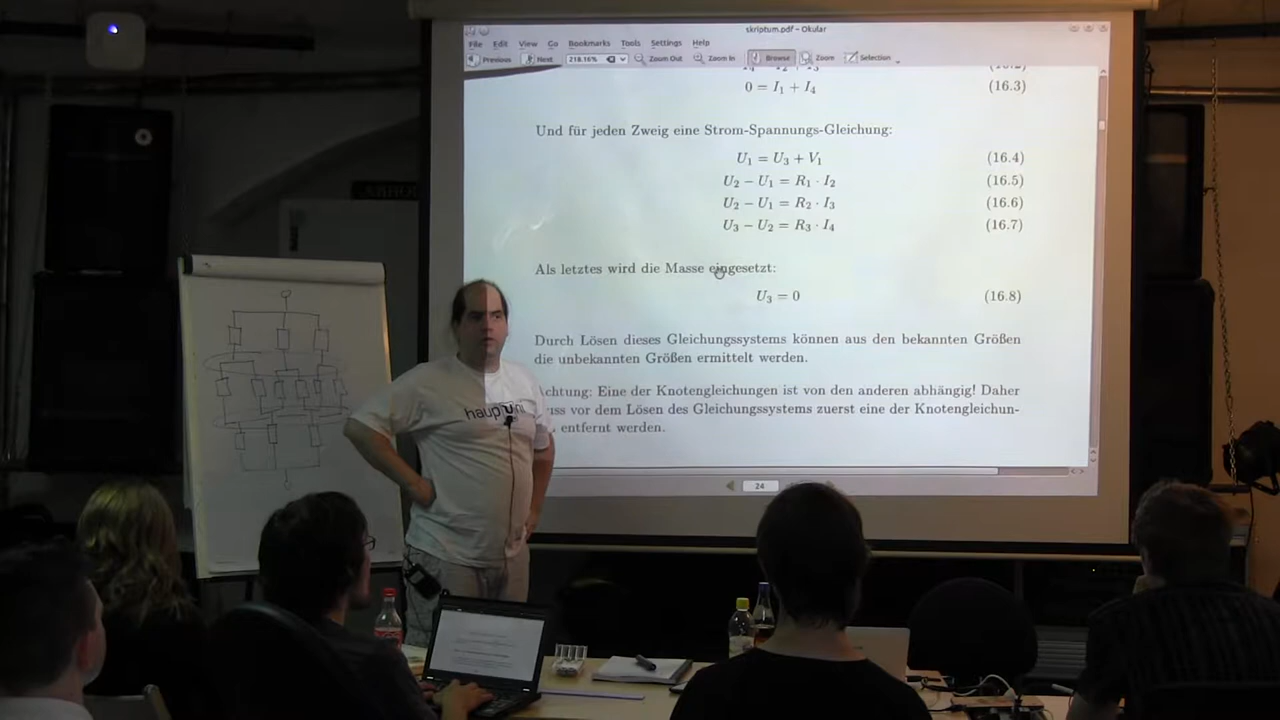 skriptum.pdf – Okular
File Edit View Go Bookmarks Tools Settings Help
Previous Next 218.16% Zoom Out Zoom In Browse Zoom Selection
0 = I₁ + I₄ (16.3)
Und für jeden Zweig eine Strom-Spannungs-Gleichung:
U₁ = U₃ + V₁ (16.4)
U₂ − U₁ = R₁ · I₂ (16.5)
U₂ − U₁ = R₂ · I₃ (16.6)
U₃ − U₂ = R₃ · I₄ (16.7)
Als letztes wird die Masse eingesetzt:
U₃ = 0 (16.8)
Durch Lösen dieses Gleichungssystems können aus den bekannten Größen
die unbekannten Größen ermittelt werden.
chtung: Eine der Knotengleichungen ist von den anderen abhängig! Daher
uss vor dem Lösen des Gleichungssystems zuerst eine der Knotengleichun-
entfernt werden.
24